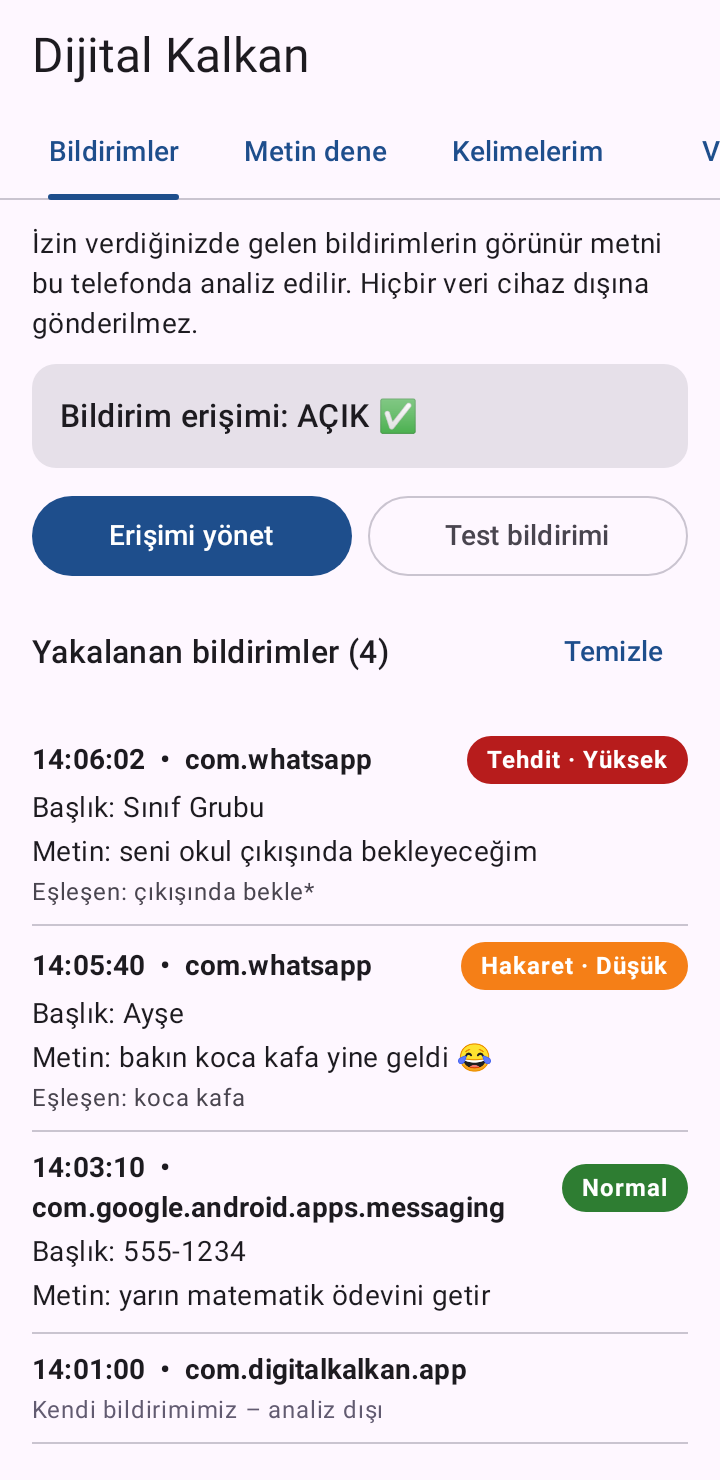 Dijital Kalkan
Bildirimler Metin dene Kelimelerim V
İzin verdiğinizde gelen bildirimlerin görünür metni
bu telefonda analiz edilir. Hiçbir veri cihaz dışına
gönderilmez.
Bildirim erişimi: AÇIK ✅
Erişimi yönet Test bildirimi
Yakalanan bildirimler (4) Temizle
14:06:02 • com.whatsapp Tehdit · Yüksek
Başlık: Sınıf Grubu
Metin: seni okul çıkışında bekleyeceğim
Eşleşen: çıkışında bekle*
14:05:40 • com.whatsapp Hakaret · Düşük
Başlık: Ayşe
Metin: bakın koca kafa yine geldi 😂
Eşleşen: koca kafa
14:03:10 •
com.google.android.apps.messaging Normal
Başlık: 555-1234
Metin: yarın matematik ödevini getir
14:01:00 • com.digitalkalkan.app
Kendi bildirimimiz – analiz dışı